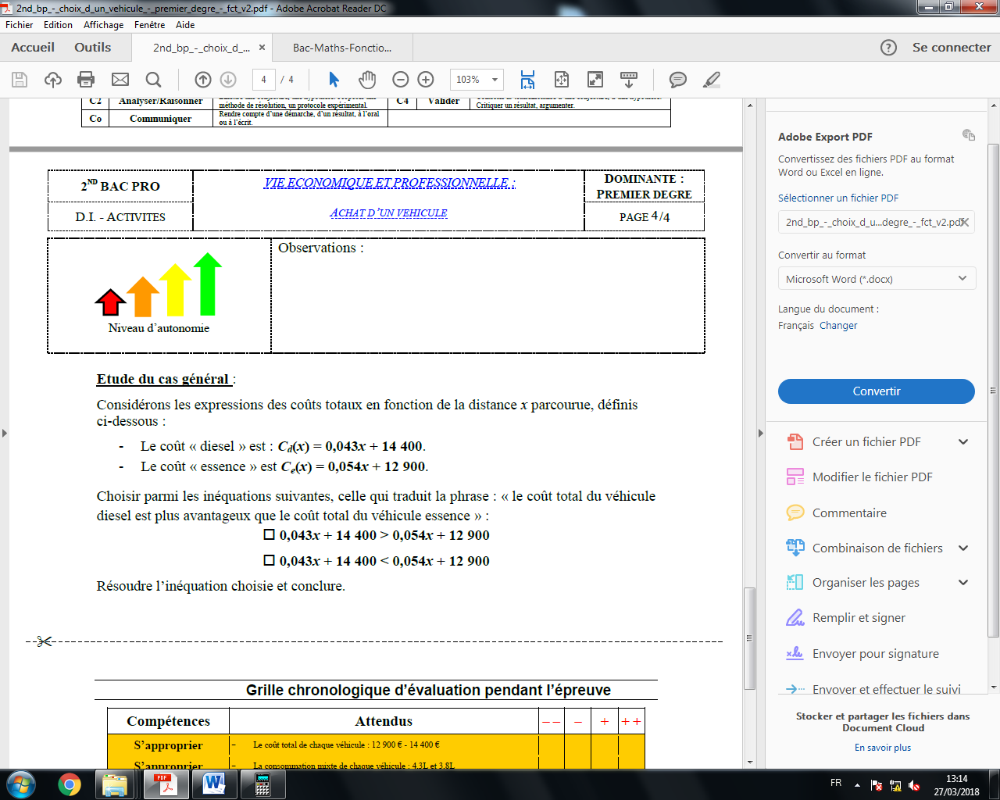 2nd_bp_-_choix_d_un_vehicule_-_premier_degre_-_fct_v2.pdf - Adobe Acrobat Reader DC
Fichier Edition Affichage Fenêtre Aide
Accueil Outils 2nd_bp_-_choix_d_... × Bac-Maths-Fonctio... ? Se connecter
4 / 4 103%
C2 Analyser/Raisonner méthode de résolution, un protocole expérimental. C4 Valider Critiquer un résultat, argumenter.
Co Communiquer Rendre compte d'une démarche, d'un résultat, à l'oral
ou à l'écrit.
2ND BAC PRO
VIE ECONOMIQUE ET PROFESSIONNELLE :
DOMINANTE :
PREMIER DEGRE
D.I. - ACTIVITES
ACHAT D'UN VEHICULE
PAGE 4/4
Observations :
Niveau d'autonomie
Etude du cas général :
Considérons les expressions des coûts totaux en fonction de la distance x parcourue, définis
ci-dessous :
- Le coût « diesel » est : Cd(x) = 0,043x + 14 400.
- Le coût « essence » est Ce(x) = 0,054x + 12 900.
Choisir parmi les inéquations suivantes, celle qui traduit la phrase : « le coût total du véhicule
diesel est plus avantageux que le coût total du véhicule essence » :
□ 0,043x + 14 400 > 0,054x + 12 900
□ 0,043x + 14 400 < 0,054x + 12 900
Résoudre l'inéquation choisie et conclure.
Grille chronologique d'évaluation pendant l'épreuve
Compétences Attendus -- - + ++
S'approprier - Le coût total de chaque véhicule : 12 900 € - 14 400 €
S'approprier - La consommation mixte de chaque véhicule : 4.3L et 3.8L
Adobe Export PDF
Convertissez des fichiers PDF au format
Word ou Excel en ligne.
Sélectionner un fichier PDF
2nd_bp_-_choix_d_u...degre_-_fct_v2.pdf
Convertir au format
Microsoft Word (*.docx)
Langue du document :
Français Changer
Convertir
Créer un fichier PDF
Modifier le fichier PDF
Commentaire
Combinaison de fichiers
Organiser les pages
Remplir et signer
Envoyer pour signature
Envoyer et effectuer le suivi
Stocker et partager les fichiers dans
Document Cloud
En savoir plus
FR 13:14
27/03/2018